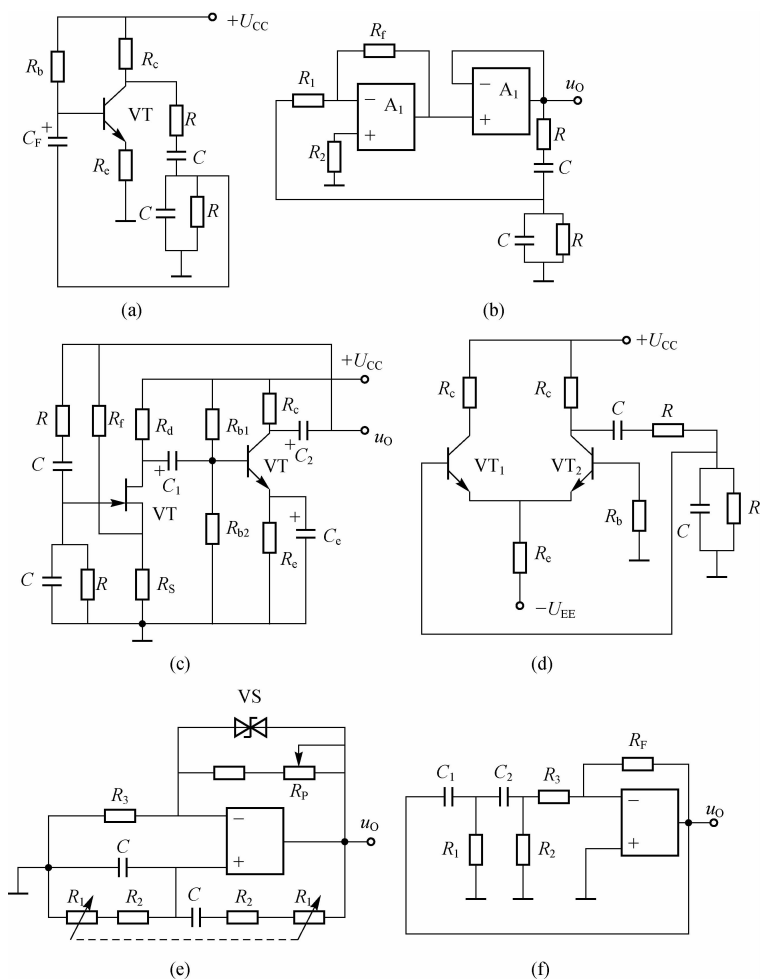 +U_CC
R_b
R_c
VT
R
C_F
+
R_e
C
C
R
(a)
R_f
R_1
−
A_1
+
R_2
−
A_1
+
u_O
R
C
C
R
(b)
+U_CC
R
R_f
R_d
R_b1
R_c
u_O
C
+
C_1
+
C_2
VT
VT
R_b2
+
C_e
C
R
R_S
R_e
(c)
+U_CC
R_c
R_c
C
R
VT_1
VT_2
R_b
C
R
R_e
−U_EE
(d)
VS
R_P
R_3
−
+
u_O
C
R_1
R_2
C
R_2
R_1
(e)
R_F
C_1
C_2
R_3
−
+
u_O
R_1
R_2
(f)